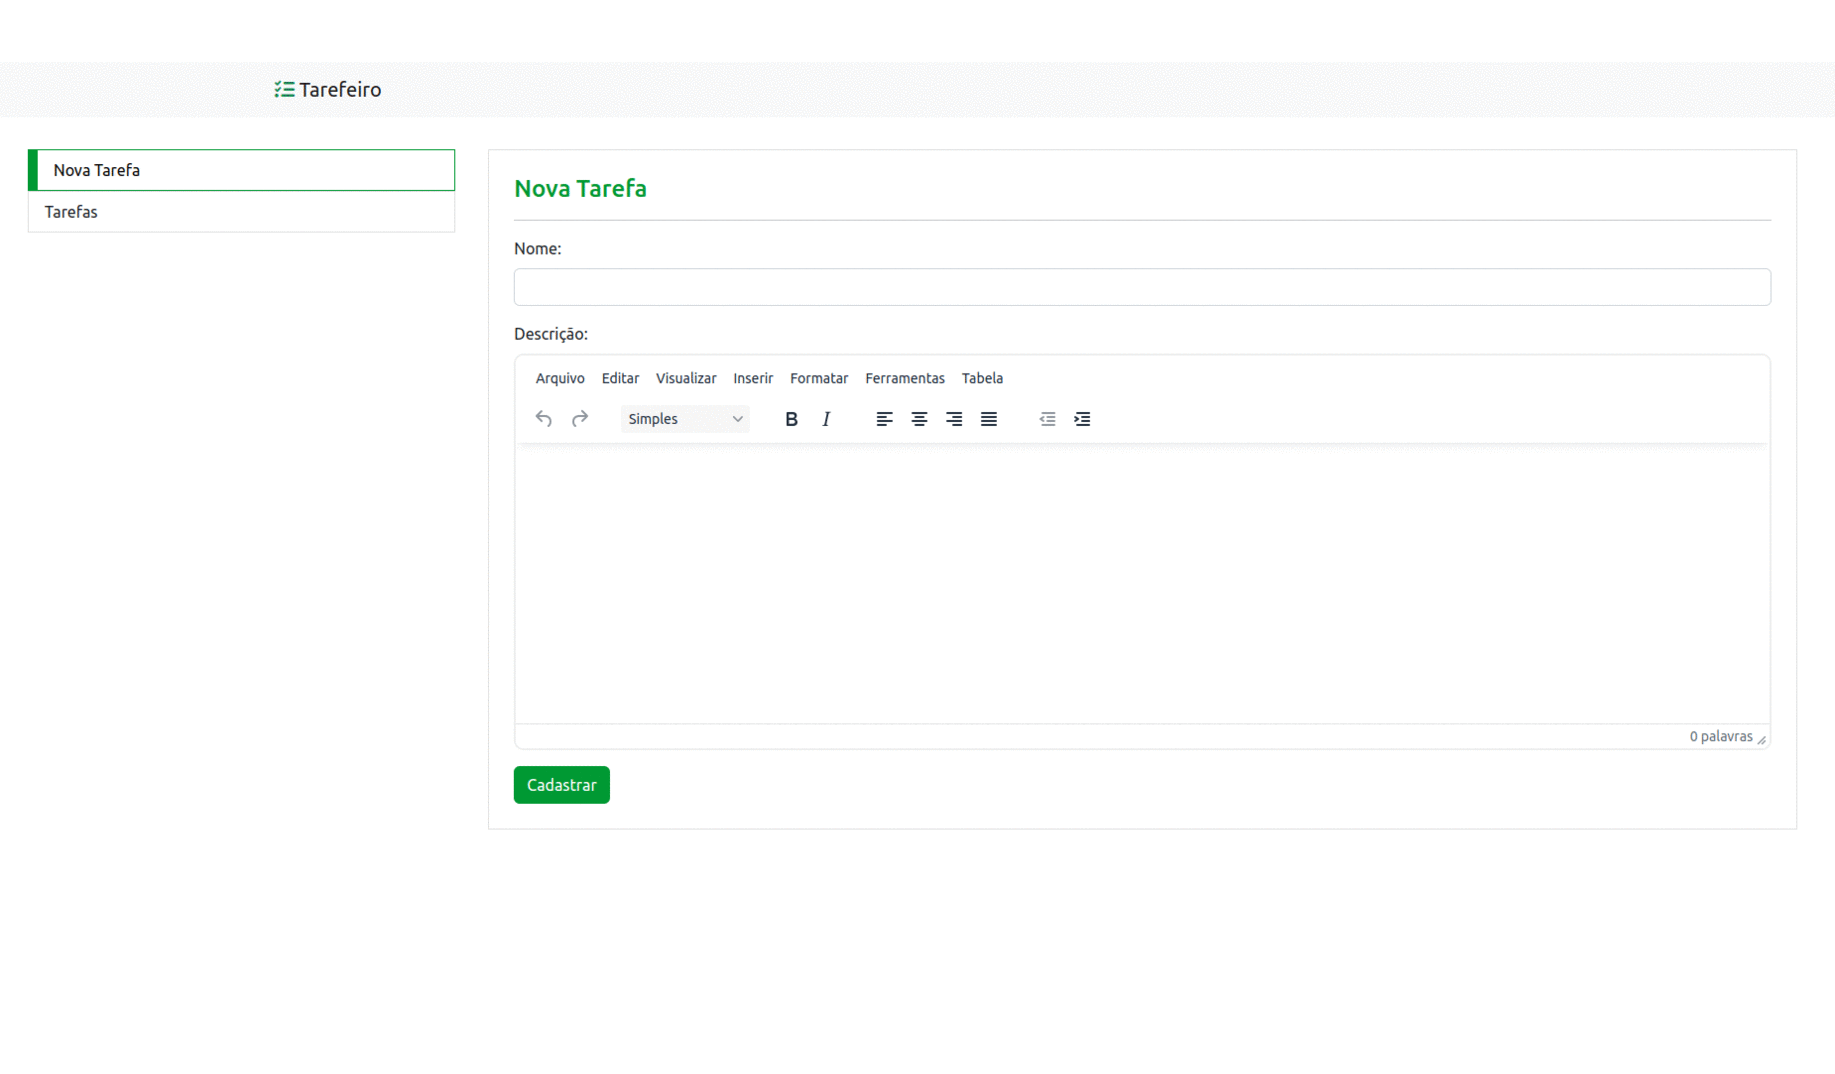 Tarefeiro
Nova Tarefa
Tarefas
Nova Tarefa
Nome:
Descrição:
Arquivo Editar Visualizar Inserir Formatar Ferramentas Tabela
Simples B I
0 palavras
Cadastrar